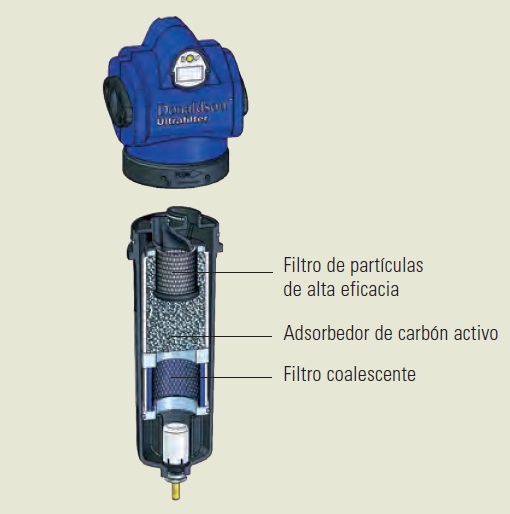 Donaldson
Ultrafilter
Filtro de partículas
de alta eficacia
Adsorbedor de carbón activo
Filtro coalescente